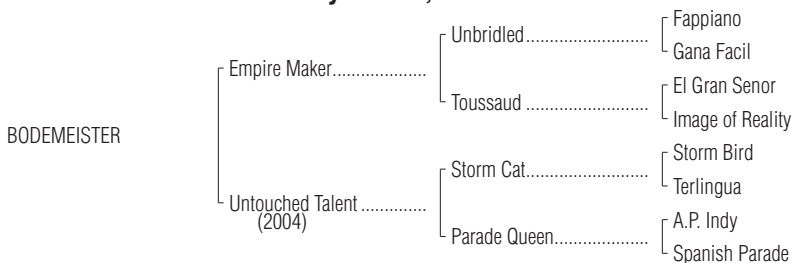 Fappiano
Unbridled........................
Gana Facil
Empire Maker...................
El Gran Senor
Toussaud ........................
Image of Reality
BODEMEISTER
Storm Bird
Storm Cat........................
Terlingua
Untouched Talent .............
(2004)
A.P. Indy
Parade Queen...................
Spanish Parade